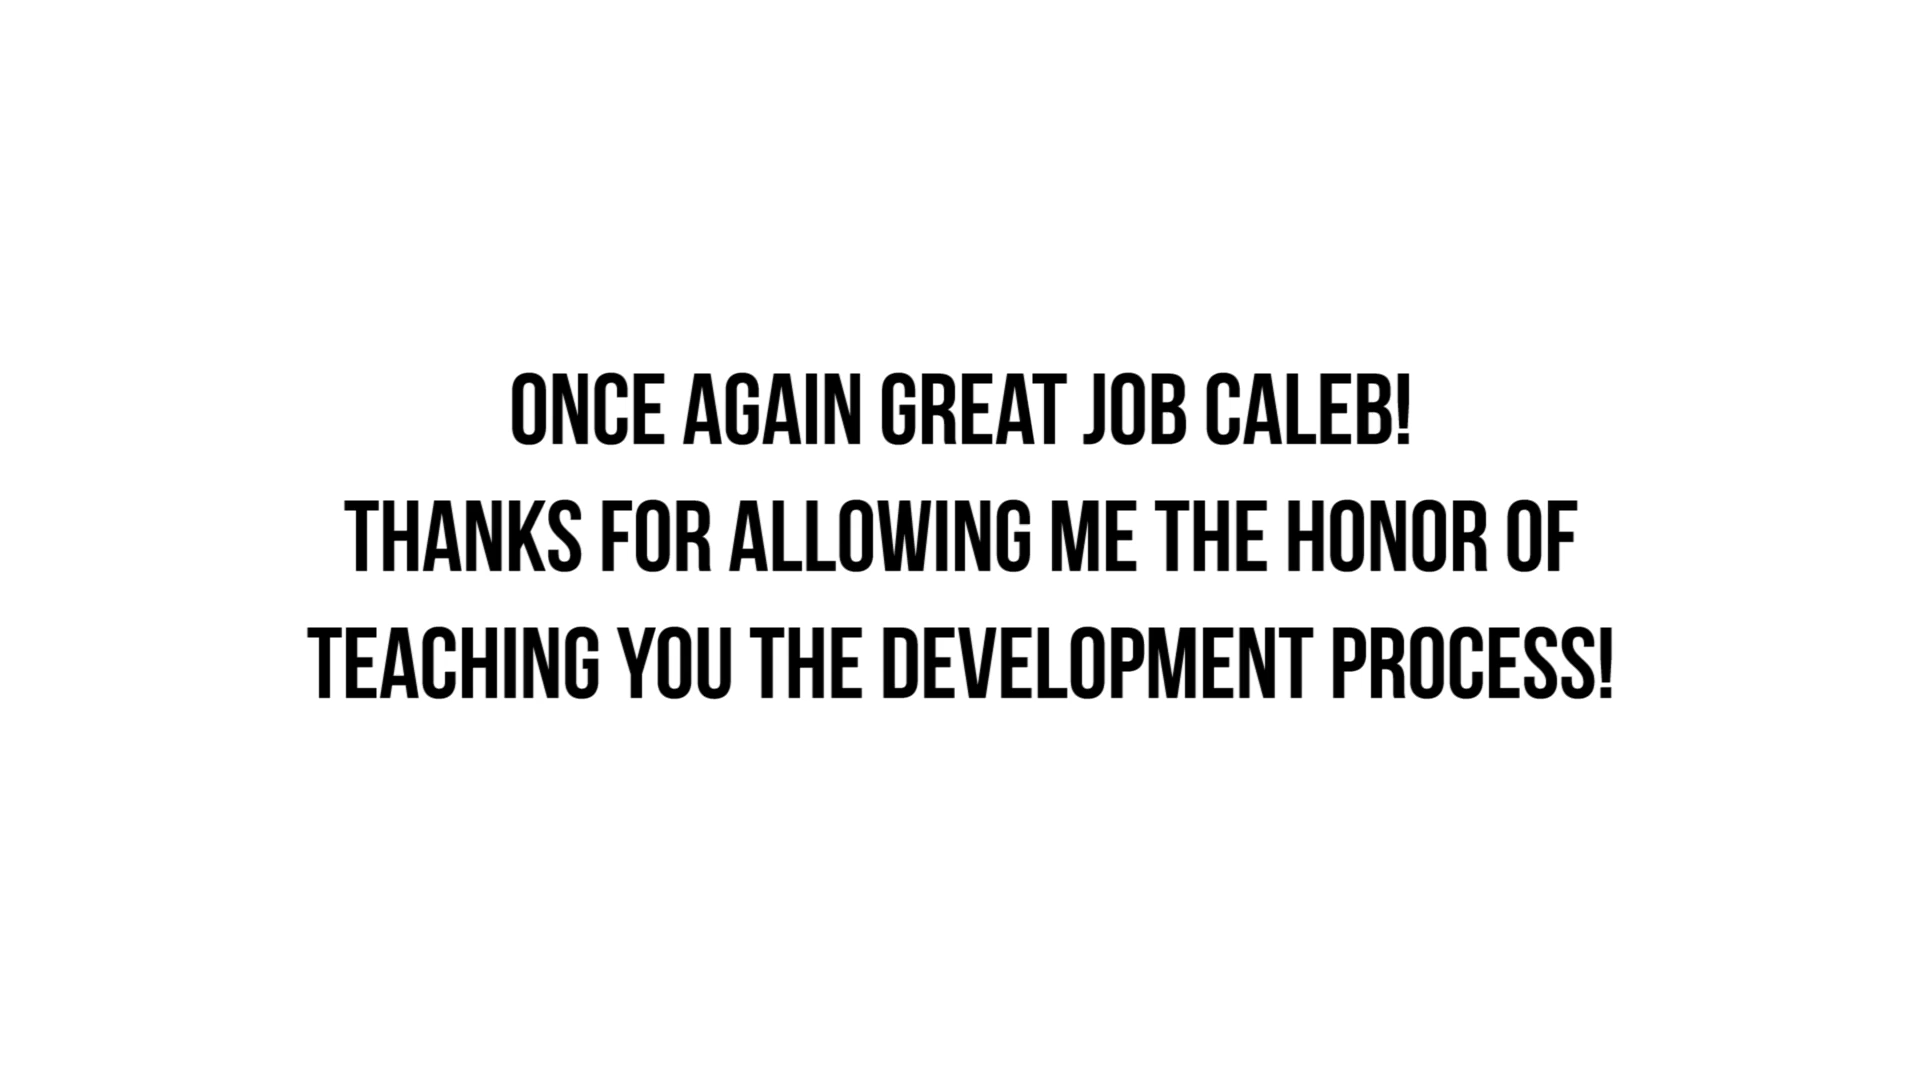 ONCE AGAIN GREAT JOB CALEB!
THANKS FOR ALLOWING ME THE HONOR OF
TEACHING YOU THE DEVELOPMENT PROCESS!